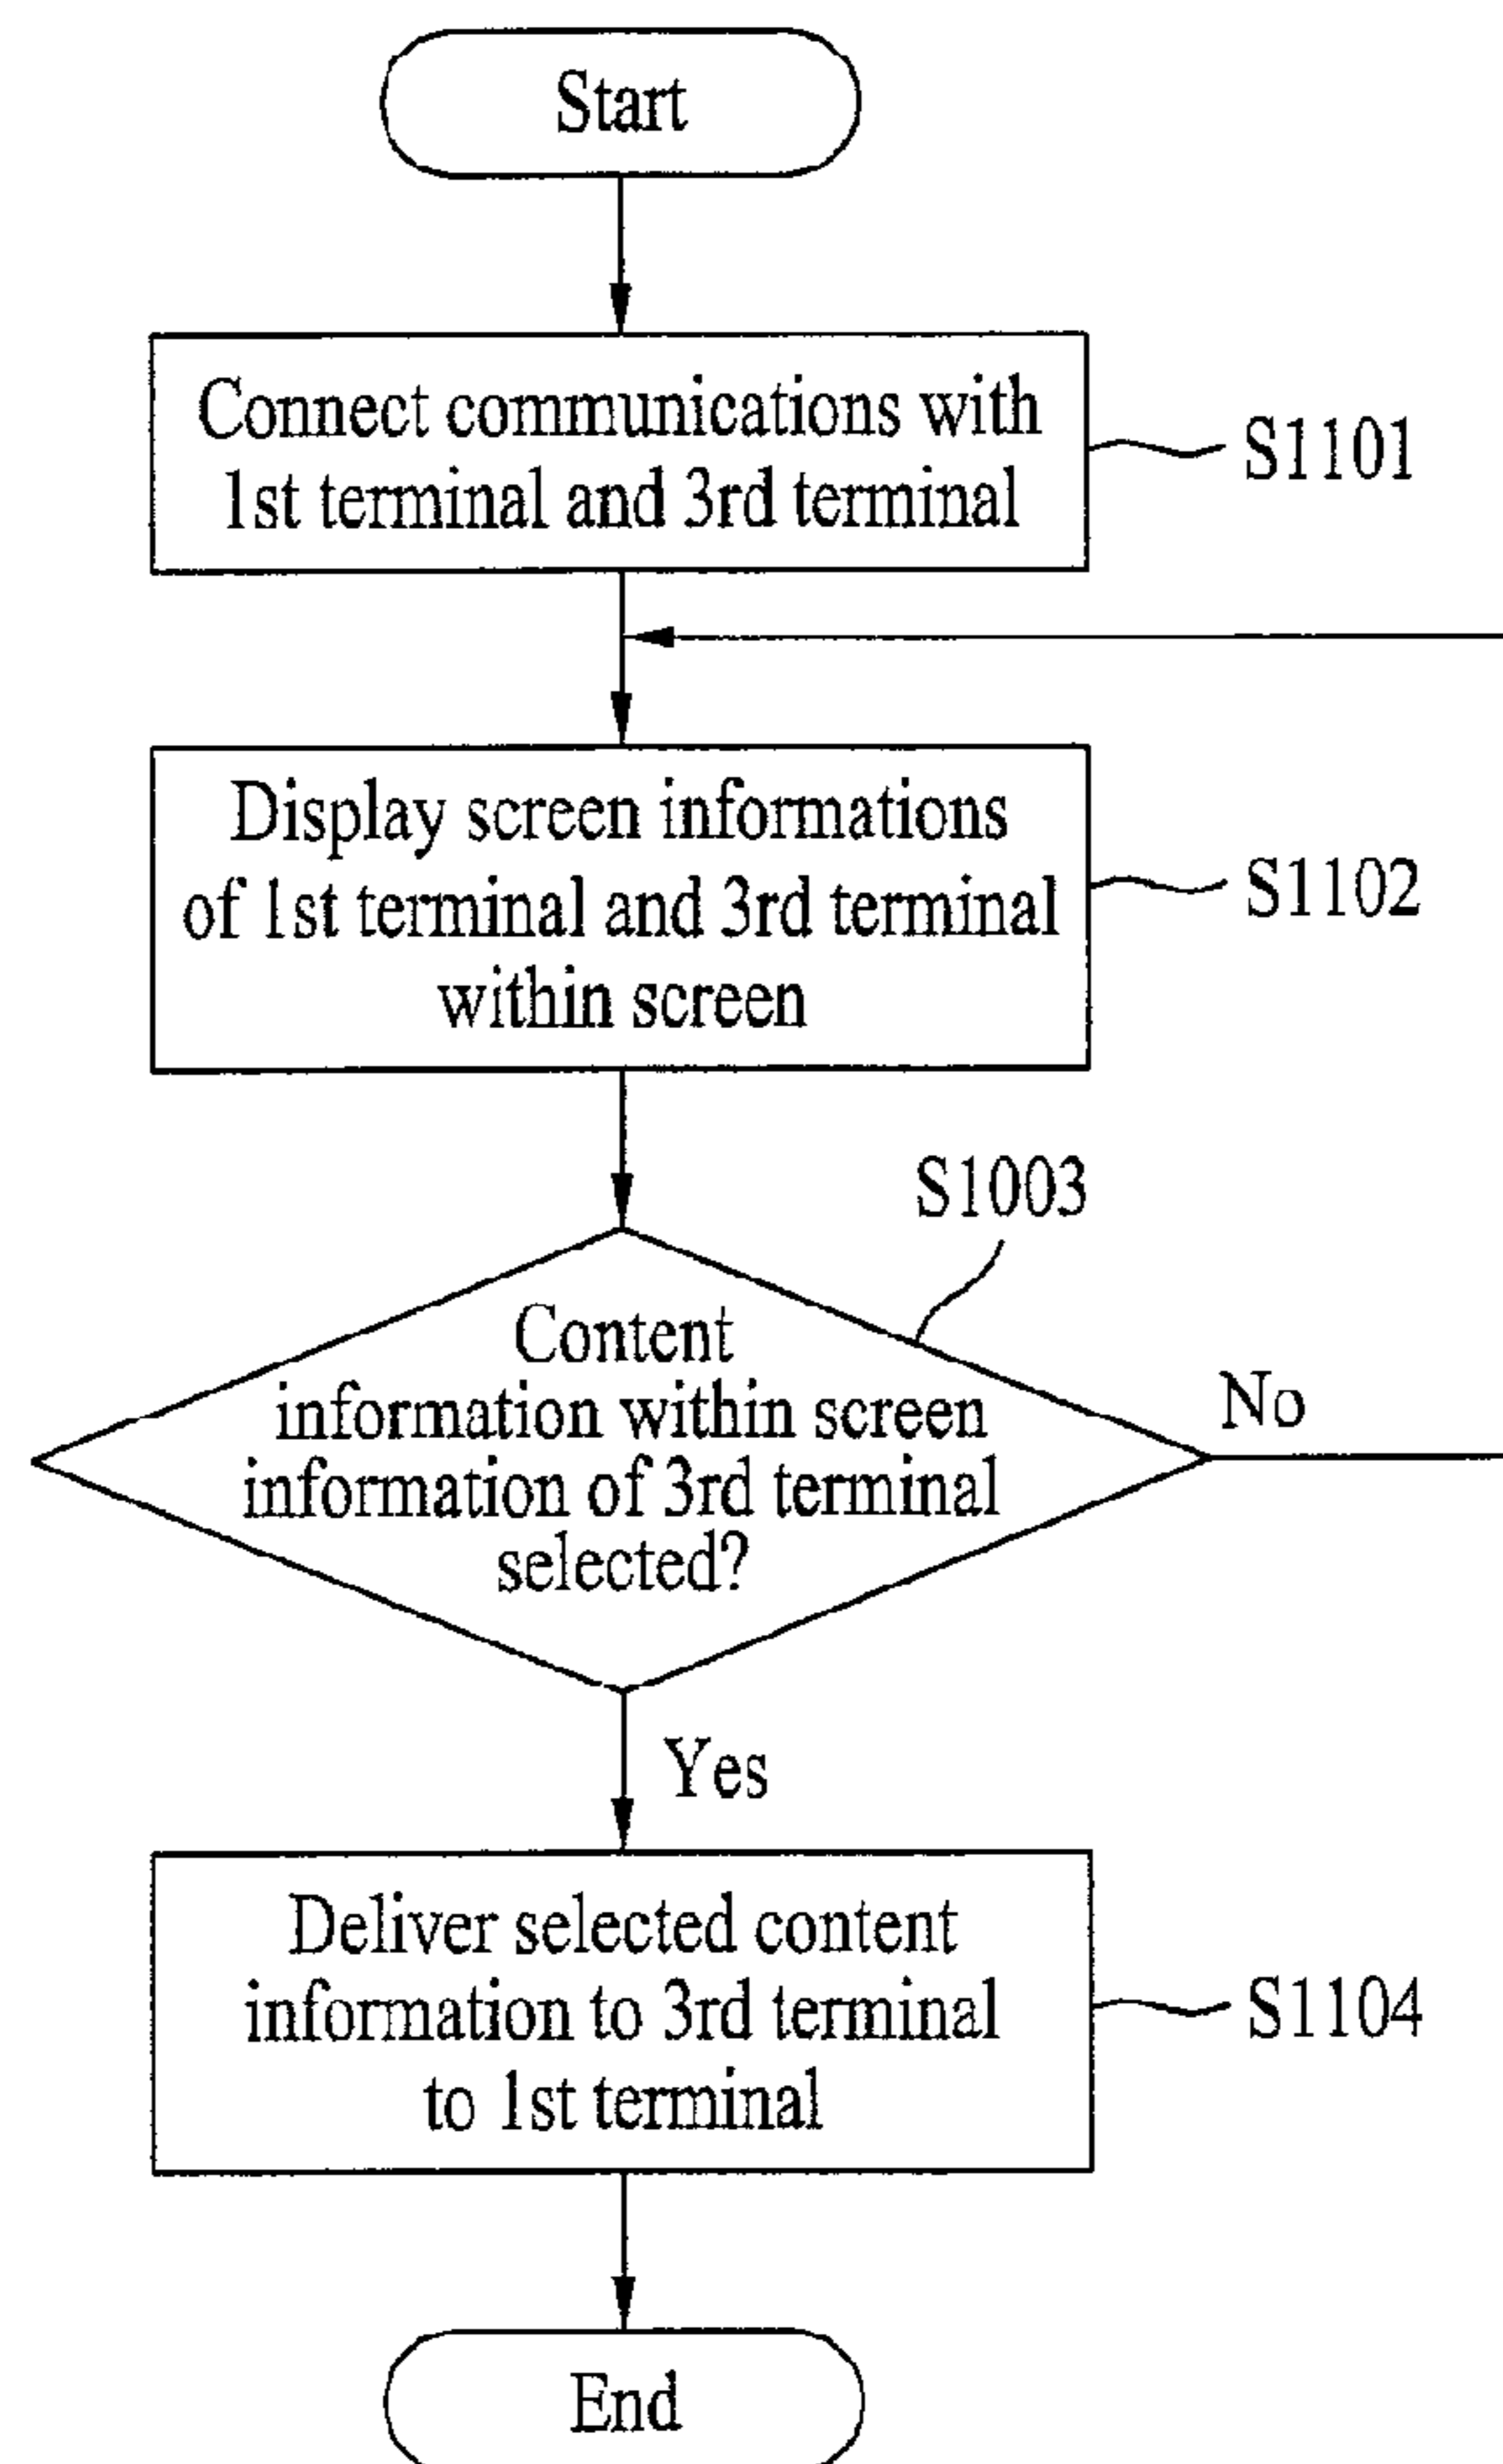 Start
Connect communications with
1st terminal and 3rd terminal
S1101
Display screen informations
of 1st terminal and 3rd terminal
within screen
S1102
S1003
Content
information within screen
information of 3rd terminal
selected?
No
Yes
Deliver selected content
information to 3rd terminal
to 1st terminal
S1104
End